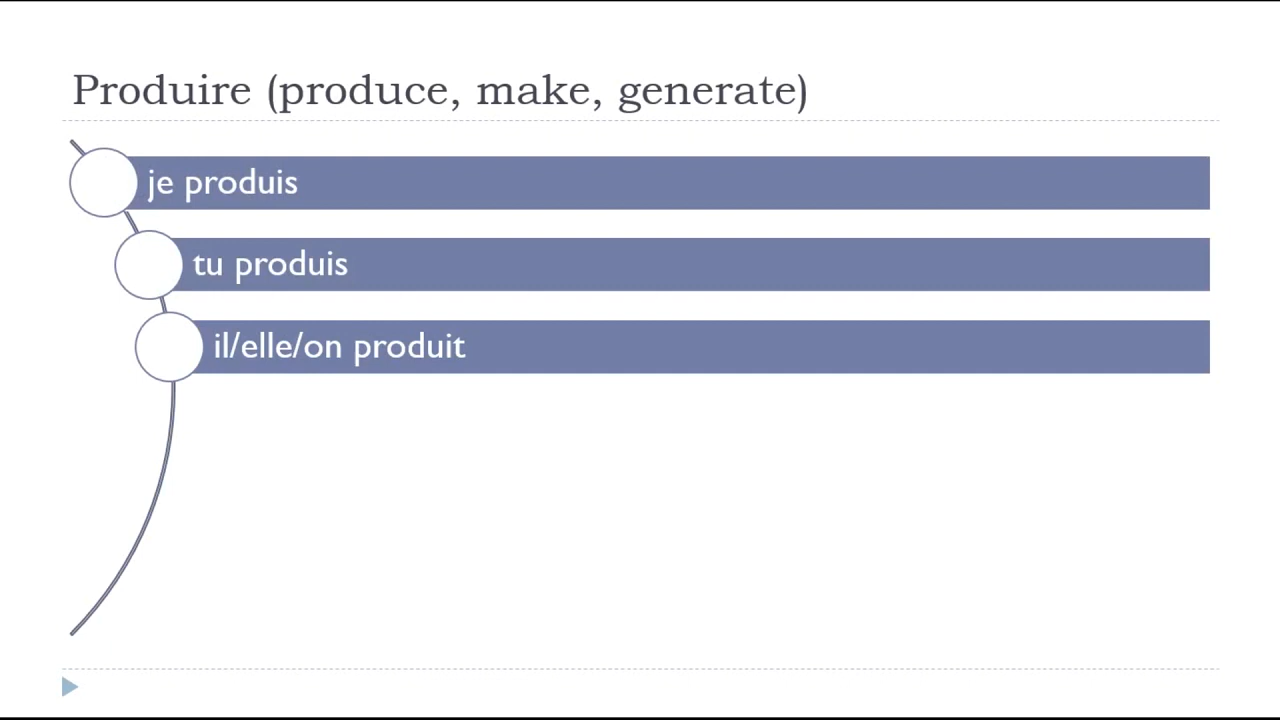 Produire (produce, make, generate)
je produis
tu produis
il/elle/on produit